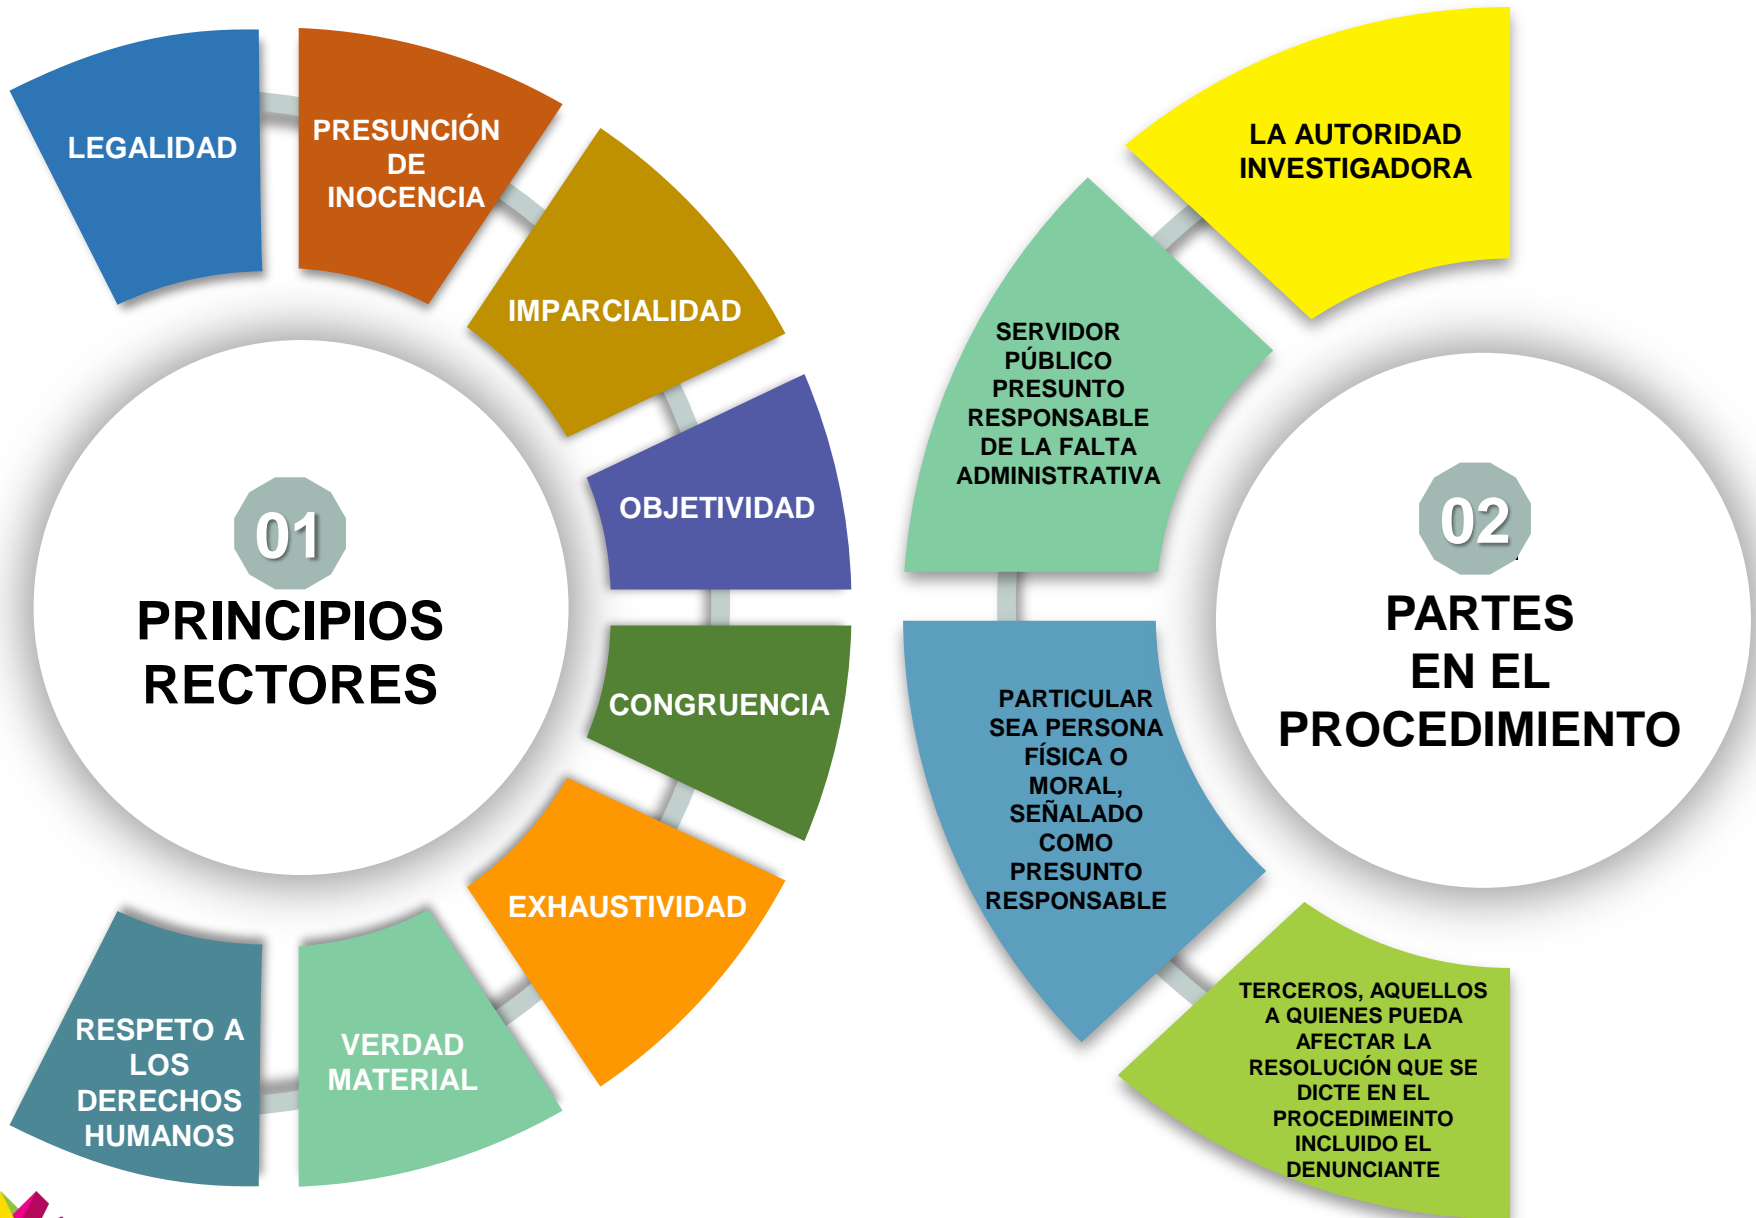 LEGALIDAD
PRESUNCIÓN
DE
INOCENCIA
IMPARCIALIDAD
OBJETIVIDAD
CONGRUENCIA
EXHAUSTIVIDAD
VERDAD
MATERIAL
RESPETO A
LOS
DERECHOS
HUMANOS
01
PRINCIPIOS
RECTORES
LA AUTORIDAD
INVESTIGADORA
SERVIDOR
PÚBLICO
PRESUNTO
RESPONSABLE
DE LA FALTA
ADMINISTRATIVA
PARTICULAR
SEA PERSONA
FÍSICA O
MORAL,
SEÑALADO
COMO
PRESUNTO
RESPONSABLE
TERCEROS, AQUELLOS
A QUIENES PUEDA
AFECTAR LA
RESOLUCIÓN QUE SE
DICTE EN EL
PROCEDIMEINTO
INCLUIDO EL
DENUNCIANTE
02
PARTES
EN EL
PROCEDIMIENTO